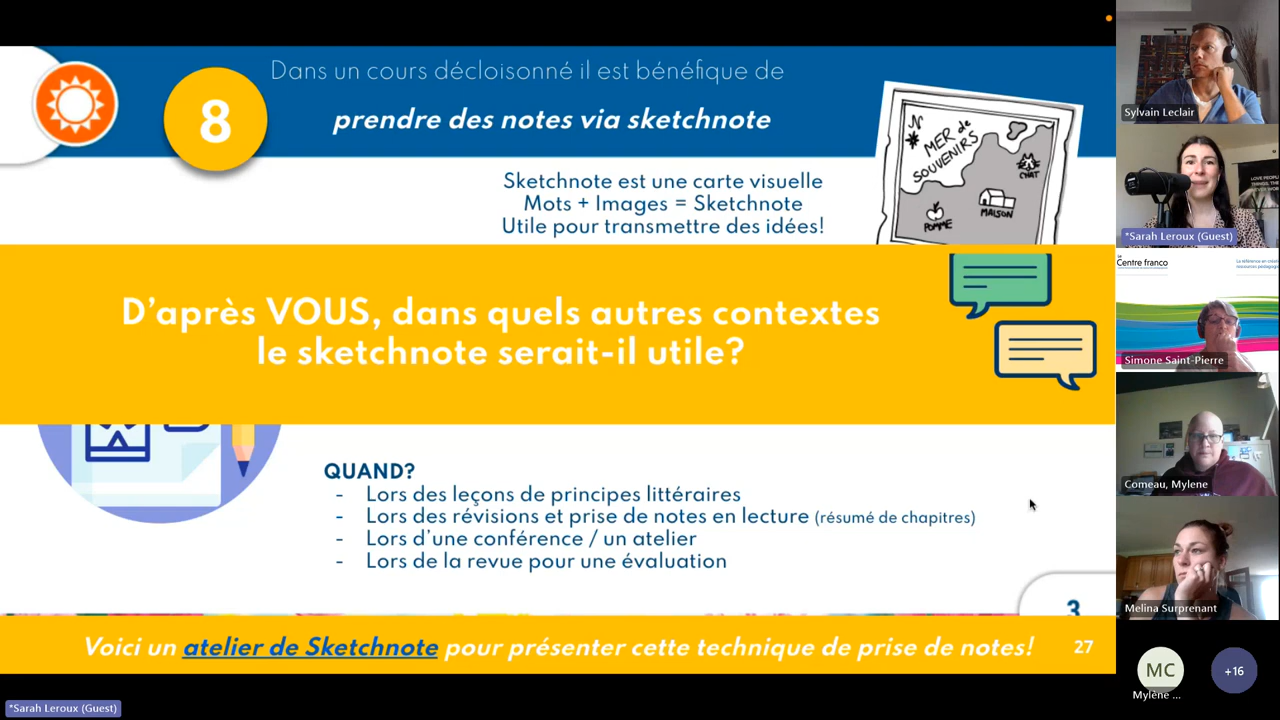 8
Dans un cours décloisonné il est bénéfique de
prendre des notes via sketchnote
N
MER de
SOUVENIRS
CHAT
MAISON
POMME
Sketchnote est une carte visuelle
Mots + Images = Sketchnote
Utile pour transmettre des idées!
D'après VOUS, dans quels autres contextes
le sketchnote serait-il utile?
QUAND?
- Lors des leçons de principes littéraires
- Lors des révisions et prise de notes en lecture (résumé de chapitres)
- Lors d'une conférence / un atelier
- Lors de la revue pour une évaluation
3
Voici un atelier de Sketchnote pour présenter cette technique de prise de notes!
27
*Sarah Leroux (Guest)
Sylvain Leclair
LOVE PEOPLE
*Sarah Leroux (Guest)
Centre franco
Simone Saint-Pierre
Comeau, Mylene
Melina Surprenant
MC
Mylène ...
+16